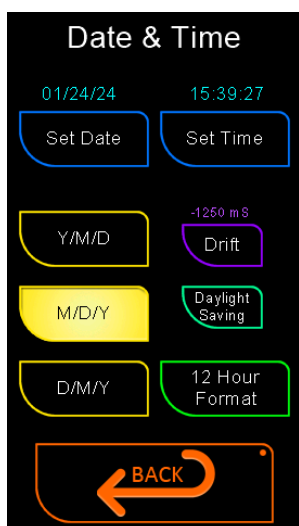 Date & Time
01/24/24
15:39:27
Set Date
Set Time
Y/M/D
-1250 mS
Drift
M/D/Y
Daylight
Saving
D/M/Y
12 Hour
Format
BACK